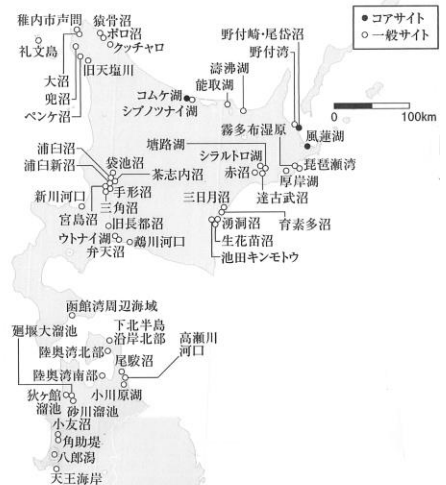 稚内市声問
猿骨沼
ポロ沼
クッチャロ
礼文島
大沼
兜沼
ペンケ沼
旧天塩川
野付崎・尾岱沼
野付湾
●コアサイト
○一般サイト
濤沸湖
能取湖
コムケ湖
シブノツナイ湖
0
100km
霧多布湿原
風蓮湖
塘路湖
シラルトロ湖
琵琶瀬湾
赤沼
厚岸湖
達古武沼
浦臼沼
浦臼新沼
袋池沼
茶志内沼
新川河口
手形沼
宮島沼
三角沼
旧長都沼
ウトナイ湖
弁天沼
鵡川河口
三日月沼
湧洞沼
育素多沼
生花苗沼
池田キンモトウ
函館湾周辺海域
廻堰大溜池
下北半島
沿岸北部
高瀬川
河口
陸奥湾北部
尾駮沼
陸奥湾南部
小川原湖
狄ヶ館
溜池
砂川溜池
小友沼
角助堤
八郎潟
天王海岸